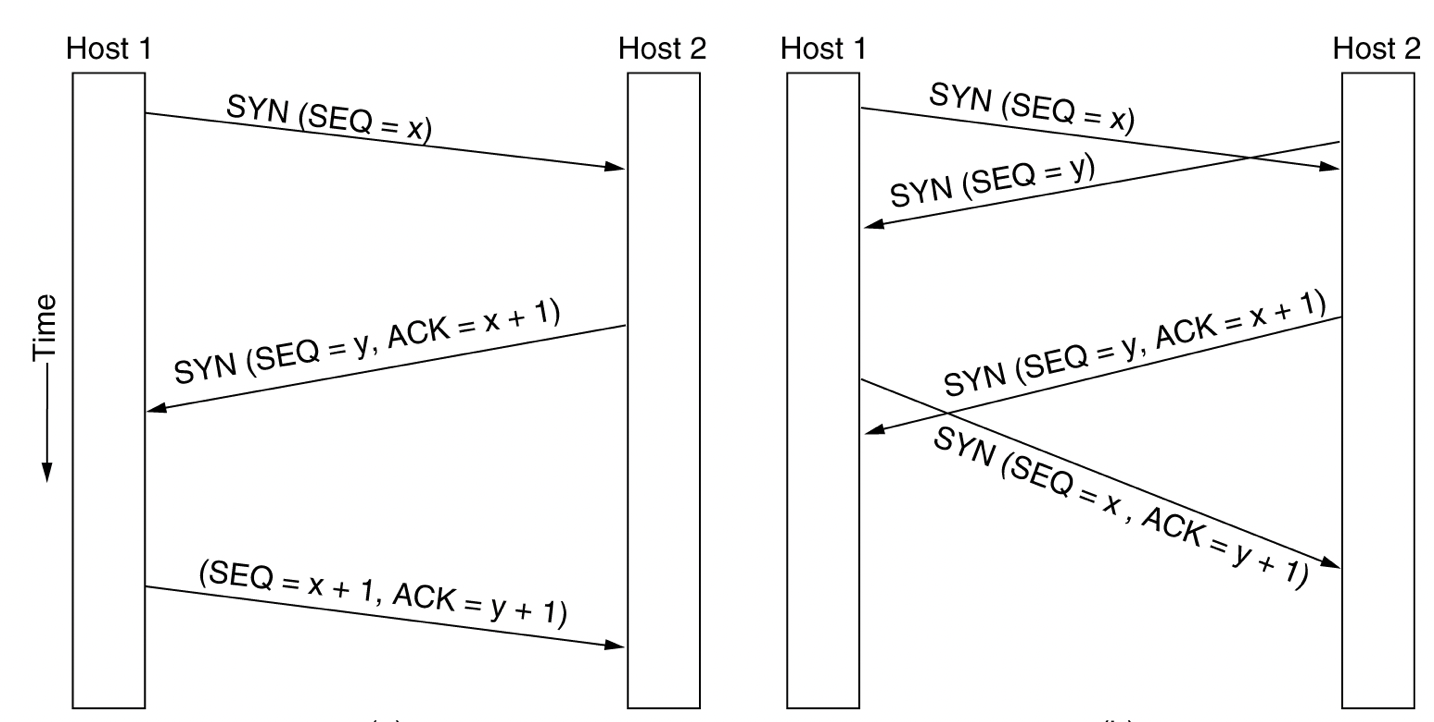 Host 1
Host 2
SYN (SEQ = x)
SYN (SEQ = y, ACK = x + 1)
(SEQ = x + 1, ACK = y + 1)
Time
Host 1
Host 2
SYN (SEQ = x)
SYN (SEQ = y)
SYN (SEQ = y, ACK = x + 1)
SYN (SEQ = x , ACK = y + 1)